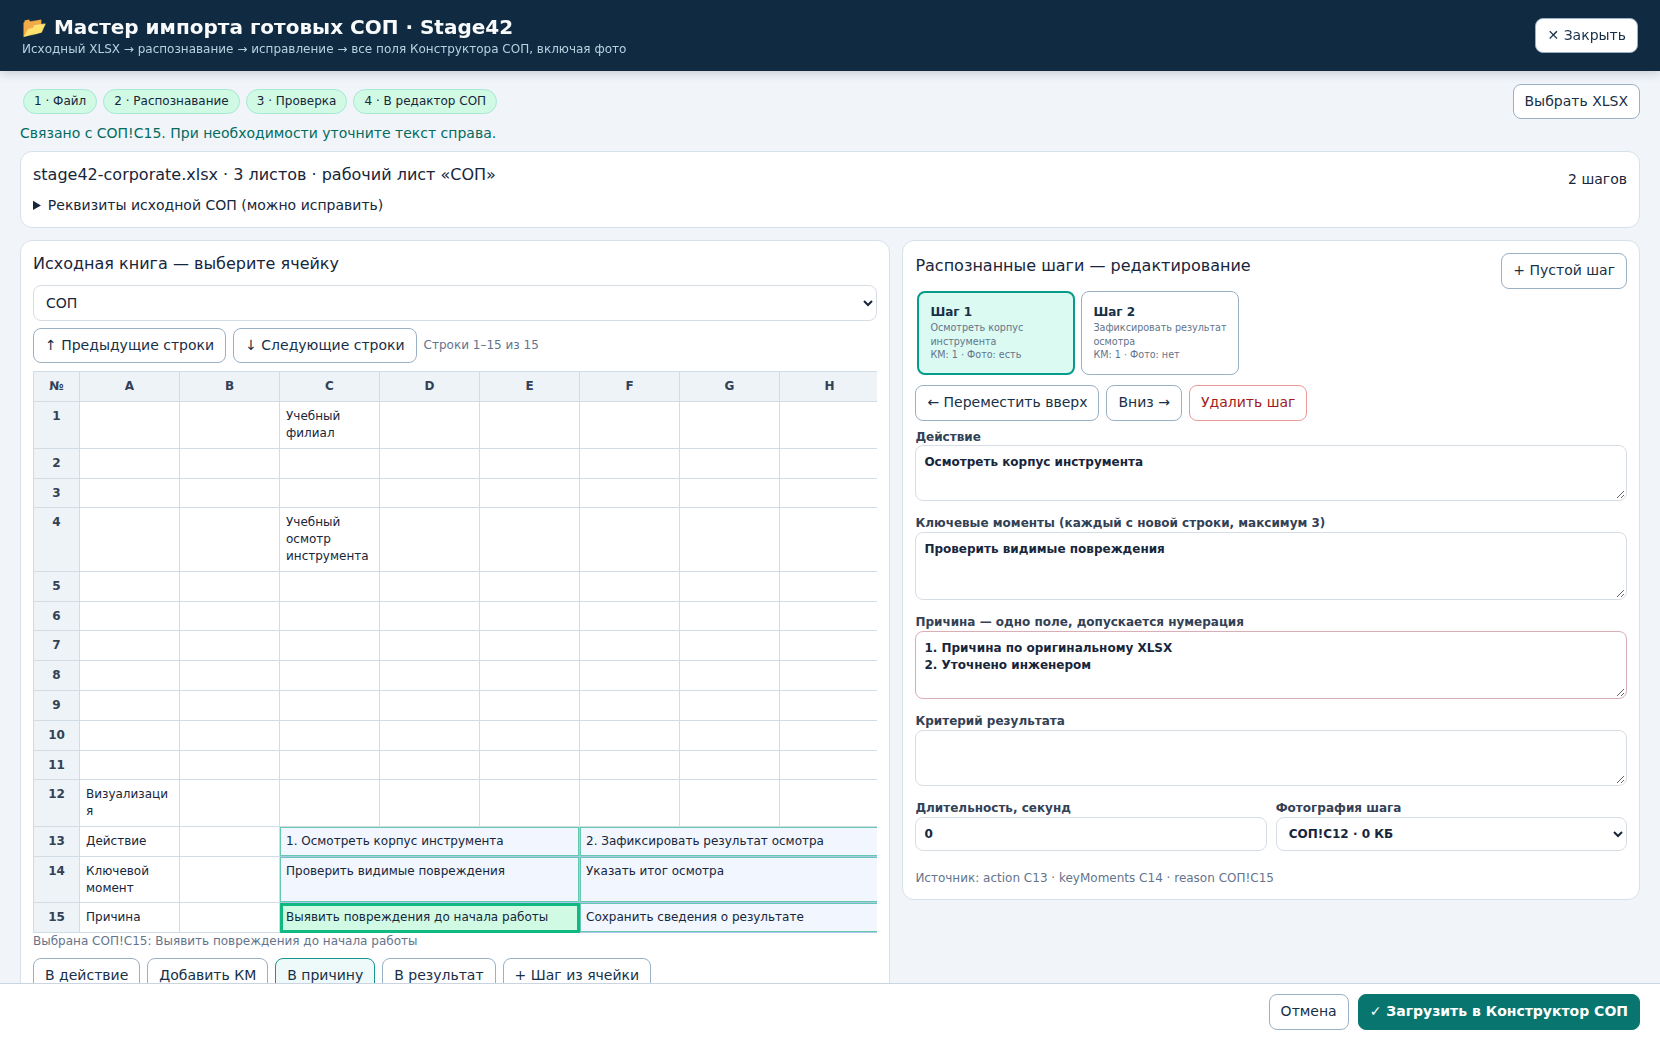 📂 Мастер импорта готовых СОП · Stage42
Исходный XLSX → распознавание → исправление → все поля Конструктора СОП, включая фото
✕ Закрыть
1 · Файл
2 · Распознавание
3 · Проверка
4 · В редактор СОП
Выбрать XLSX
Связано с СОП!C15. При необходимости уточните текст справа.
stage42-corporate.xlsx · 3 листов · рабочий лист «СОП»
2 шагов
▶ Реквизиты исходной СОП (можно исправить)
Исходная книга — выберите ячейку
СОП
↑ Предыдущие строки
↓ Следующие строки
Строки 1–15 из 15
№ A B C D E F G H
1
Учебный
филиал
2
3
4
Учебный
осмотр
инструмента
5
6
7
8
9
10
11
12
Визуализаци
я
13 Действие 1. Осмотреть корпус инструмента 2. Зафиксировать результат осмотра
14
Ключевой
момент
Проверить видимые повреждения
Указать итог осмотра
15 Причина Выявить повреждения до начала работы Сохранить сведения о результате
Выбрана СОП!C15: Выявить повреждения до начала работы
В действие
Добавить КМ
В причину
В результат
+ Шаг из ячейки
Распознанные шаги — редактирование
+ Пустой шаг
Шаг 1
Осмотреть корпус
инструмента
КМ: 1 · Фото: есть
Шаг 2
Зафиксировать результат
осмотра
КМ: 1 · Фото: нет
← Переместить вверх
Вниз →
Удалить шаг
Действие
Осмотреть корпус инструмента
Ключевые моменты (каждый с новой строки, максимум 3)
Проверить видимые повреждения
Причина — одно поле, допускается нумерация
1. Причина по оригинальному XLSX
2. Уточнено инженером
Критерий результата
Длительность, секунд
0
Фотография шага
СОП!C12 · 0 КБ
Источник: action C13 · keyMoments C14 · reason СОП!C15
Отмена
✓ Загрузить в Конструктор СОП